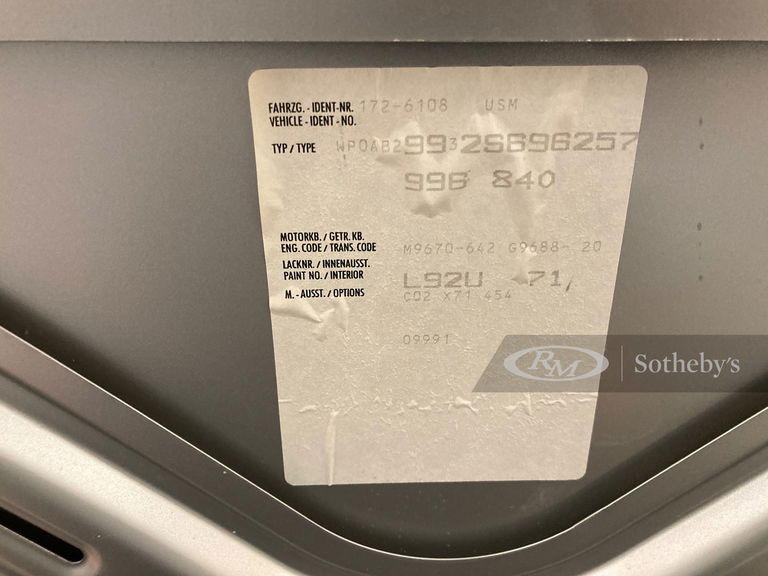 FAHRZG. - IDENT-NR. 172-6108 USM
VEHICLE - IDENT - NO.
TYP / TYPE WP0AB29932S696257
996 840
MOTORKB. / GETR. KB.
ENG. CODE / TRANS. CODE M9670-642 G9688- 20
LACKNR. / INNENAUSST.
PAINT NO. / INTERIOR L92U 71,
M. - AUSST. / OPTIONS C02 X71 454
09991
RM Sotheby's